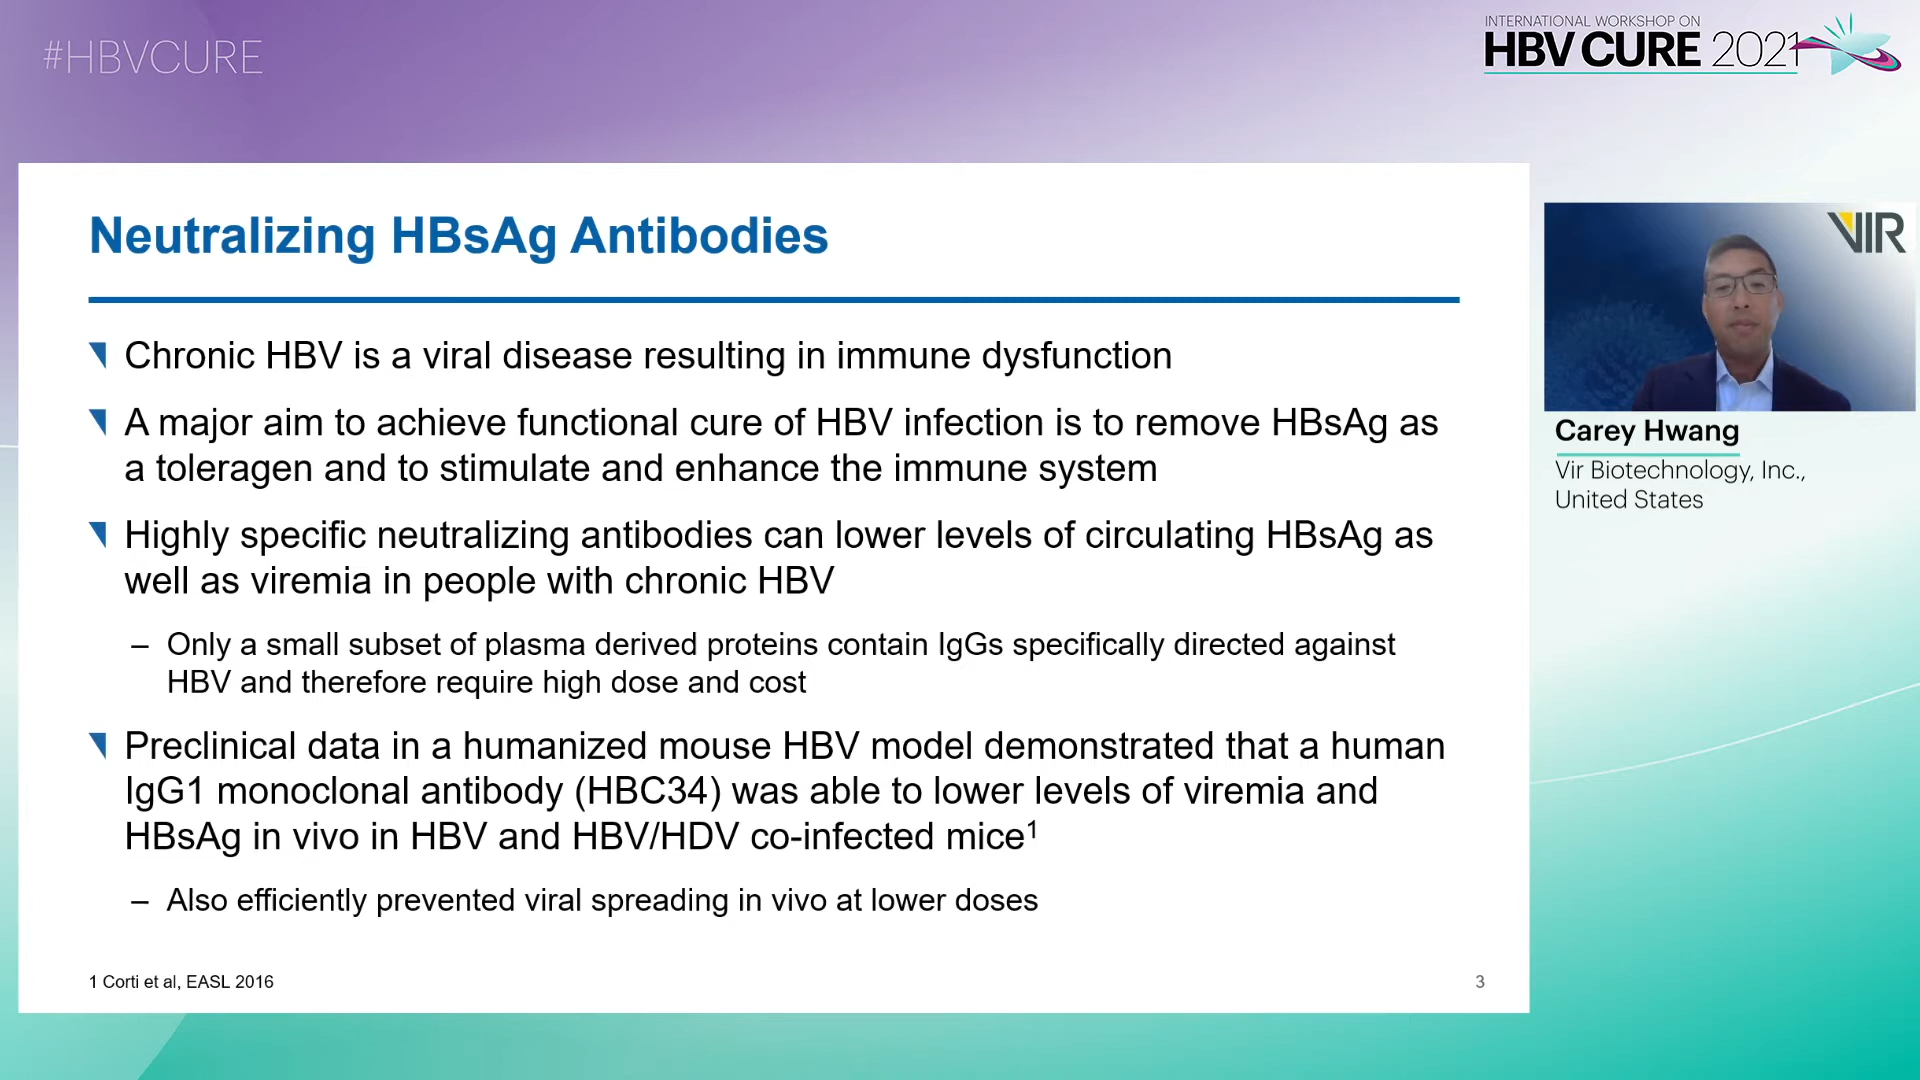 #HBVCURE
INTERNATIONAL WORKSHOP ON
HBV CURE 2021
Neutralizing HBsAg Antibodies
Chronic HBV is a viral disease resulting in immune dysfunction
A major aim to achieve functional cure of HBV infection is to remove HBsAg as
a toleragen and to stimulate and enhance the immune system
Highly specific neutralizing antibodies can lower levels of circulating HBsAg as
well as viremia in people with chronic HBV
– Only a small subset of plasma derived proteins contain IgGs specifically directed against
HBV and therefore require high dose and cost
Preclinical data in a humanized mouse HBV model demonstrated that a human
IgG1 monoclonal antibody (HBC34) was able to lower levels of viremia and
HBsAg in vivo in HBV and HBV/HDV co-infected mice¹
– Also efficiently prevented viral spreading in vivo at lower doses
1 Corti et al, EASL 2016
3
VIR
Carey Hwang
Vir Biotechnology, Inc.,
United States